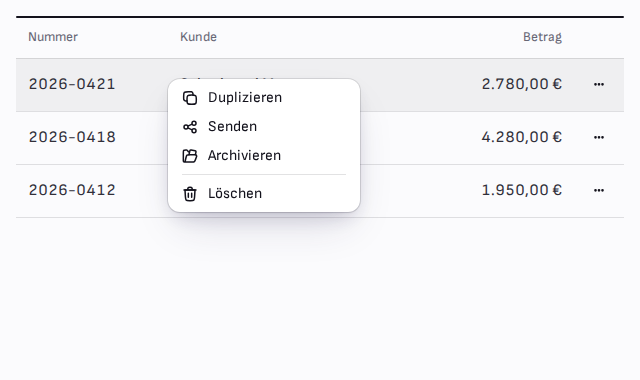 Nummer Kunde Betrag
2026-0421 2.780,00 € ···
Duplizieren
Senden
2026-0418 4.280,00 € ···
Archivieren
2026-0412 1.950,00 € ···
Löschen